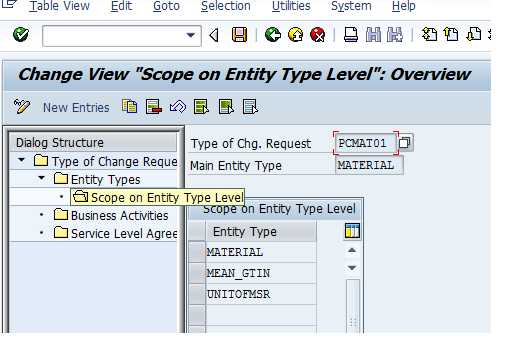 Table View Edit Goto Selection Utilities System Help
Change View "Scope on Entity Type Level": Overview
New Entries
Dialog Structure
Type of Change Reque
Entity Types
Scope on Entity Type Level
Business Activities
Service Level Agree
Type of Chg. Request PCMAT01
Main Entity Type MATERIAL
Scope on Entity Type Level
Entity Type
MATERIAL
MEAN_GTIN
UNITOFMSR